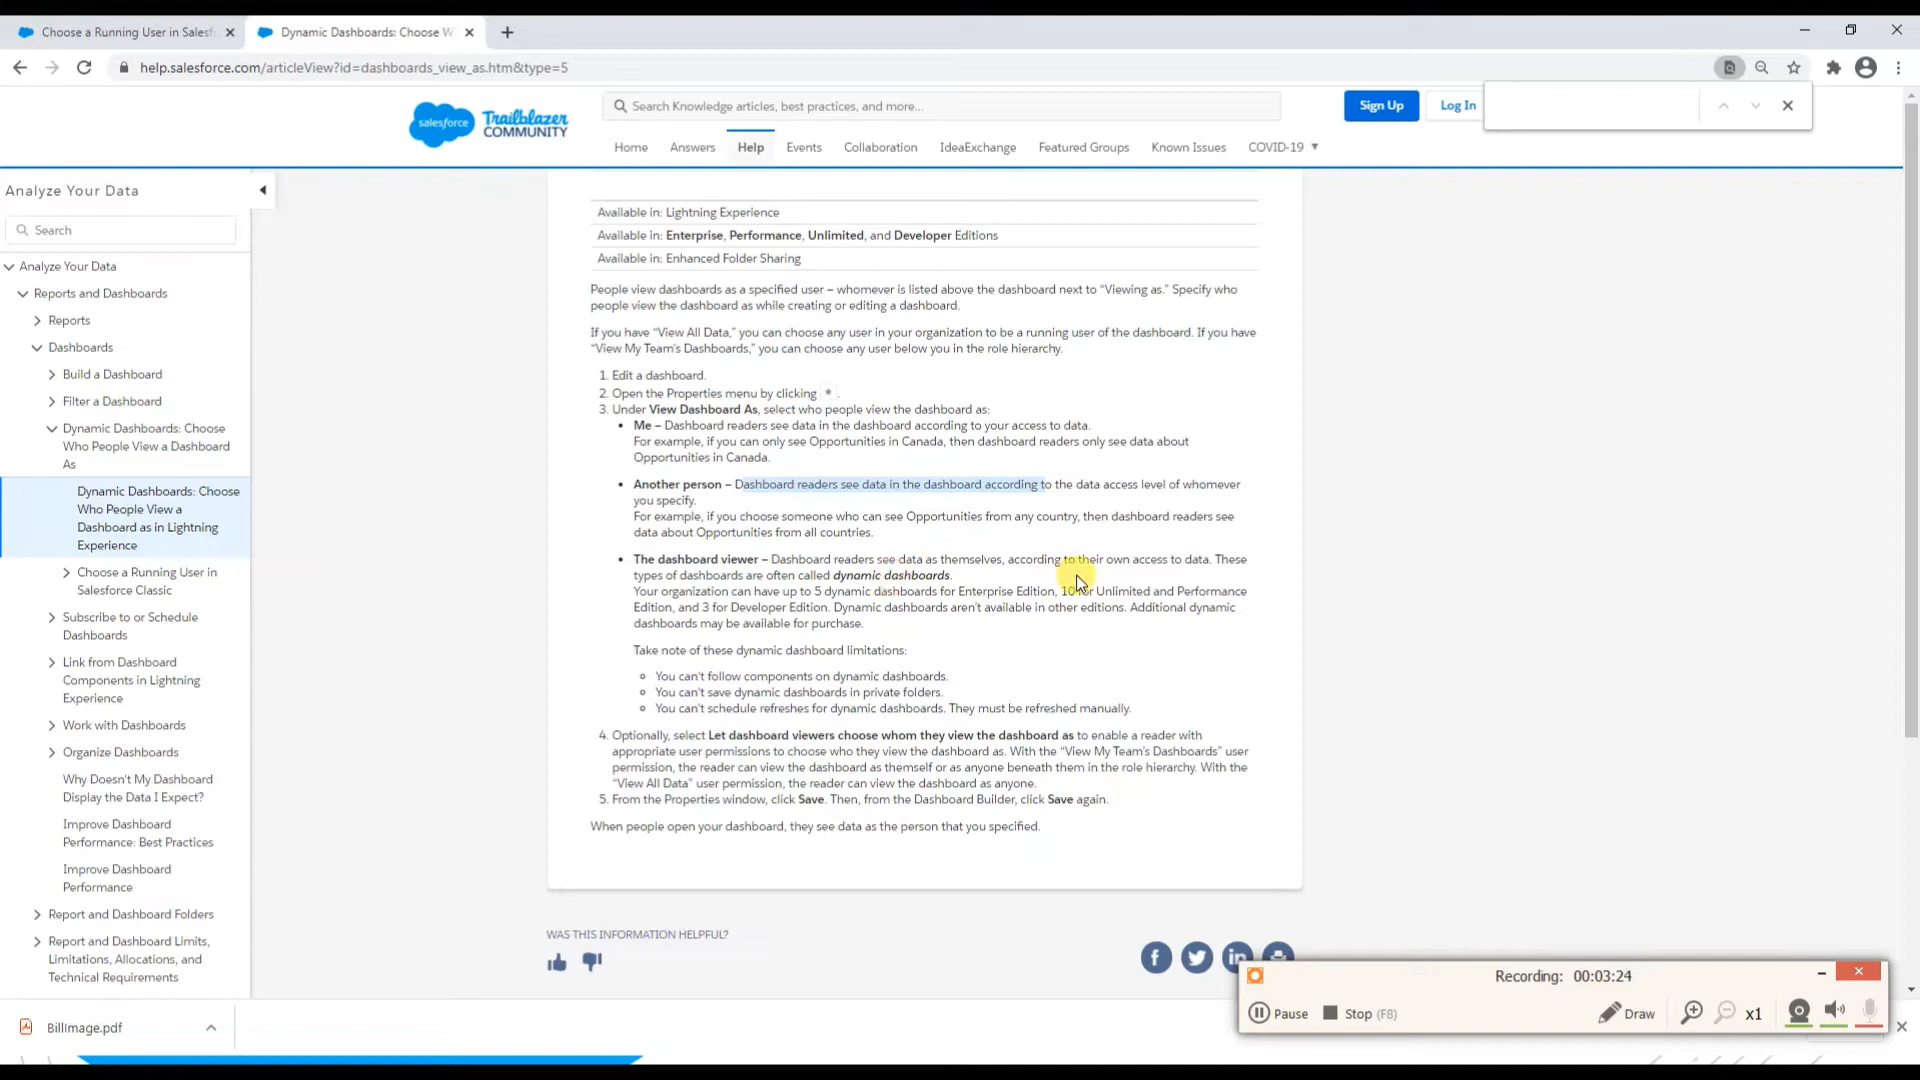 Choose a Running User in Salesf
Dynamic Dashboards: Choose W
help.salesforce.com/articleView?id=dashboards_view_as.htm&type=5
salesforce
Trailblazer
COMMUNITY
Search Knowledge articles, best practices, and more...
Sign Up
Log In
Home
Answers
Help
Events
Collaboration
IdeaExchange
Featured Groups
Known Issues
COVID-19
Analyze Your Data
Search
Analyze Your Data
Reports and Dashboards
Reports
Dashboards
Build a Dashboard
Filter a Dashboard
Dynamic Dashboards: Choose
Who People View a Dashboard
As
Dynamic Dashboards: Choose
Who People View a
Dashboard as in Lightning
Experience
Choose a Running User in
Salesforce Classic
Subscribe to or Schedule
Dashboards
Link from Dashboard
Components in Lightning
Experience
Work with Dashboards
Organize Dashboards
Why Doesn't My Dashboard
Display the Data I Expect?
Improve Dashboard
Performance: Best Practices
Improve Dashboard
Performance
Report and Dashboard Folders
Report and Dashboard Limits,
Limitations, Allocations, and
Technical Requirements
Available in: Lightning Experience
Available in: Enterprise, Performance, Unlimited, and Developer Editions
Available in: Enhanced Folder Sharing
People view dashboards as a specified user – whomever is listed above the dashboard next to “Viewing as.” Specify who
people view the dashboard as while creating or editing a dashboard.
If you have “View All Data,” you can choose any user in your organization to be a running user of the dashboard. If you have
“View My Team's Dashboards,” you can choose any user below you in the role hierarchy.
1. Edit a dashboard.
2. Open the Properties menu by clicking .
3. Under View Dashboard As, select who people view the dashboard as:
• Me – Dashboard readers see data in the dashboard according to your access to data.
For example, if you can only see Opportunities in Canada, then dashboard readers only see data about
Opportunities in Canada.
• Another person – Dashboard readers see data in the dashboard according to the data access level of whomever
you specify.
For example, if you choose someone who can see Opportunities from any country, then dashboard readers see
data about Opportunities from all countries.
• The dashboard viewer – Dashboard readers see data as themselves, according to their own access to data. These
types of dashboards are often called dynamic dashboards.
Your organization can have up to 5 dynamic dashboards for Enterprise Edition, 10 for Unlimited and Performance
Edition, and 3 for Developer Edition. Dynamic dashboards aren't available in other editions. Additional dynamic
dashboards may be available for purchase.
Take note of these dynamic dashboard limitations:
You can't follow components on dynamic dashboards.
You can't save dynamic dashboards in private folders.
You can't schedule refreshes for dynamic dashboards. They must be refreshed manually.
4. Optionally, select Let dashboard viewers choose whom they view the dashboard as to enable a reader with
appropriate user permissions to choose who they view the dashboard as. With the “View My Team's Dashboards” user
permission, the reader can view the dashboard as themself or as anyone beneath them in the role hierarchy. With the
“View All Data” user permission, the reader can view the dashboard as anyone.
5. From the Properties window, click Save. Then, from the Dashboard Builder, click Save again.
When people open your dashboard, they see data as the person that you specified.
WAS THIS INFORMATION HELPFUL?
Recording: 00:03:24
Pause
Stop (F8)
Draw
x1
BillImage.pdf